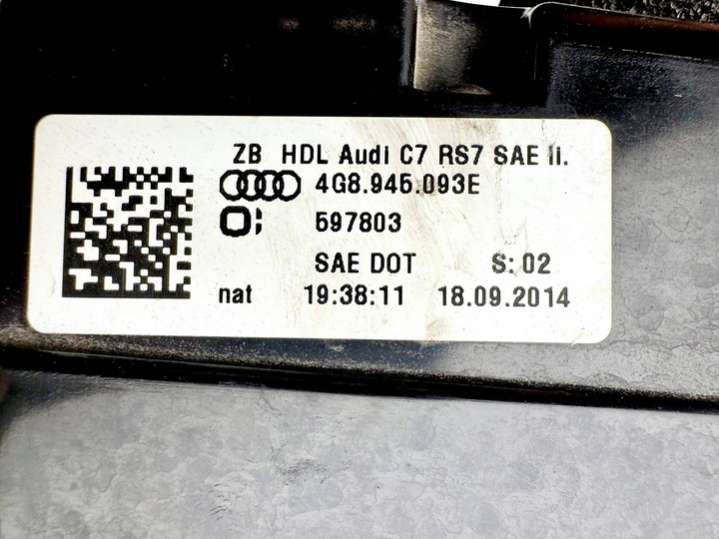 ZB HDL Audi C7 RS7 SAE li.
4G8.945.093E
597803
SAE DOT S: 02
nat 19:38:11 18.09.2014